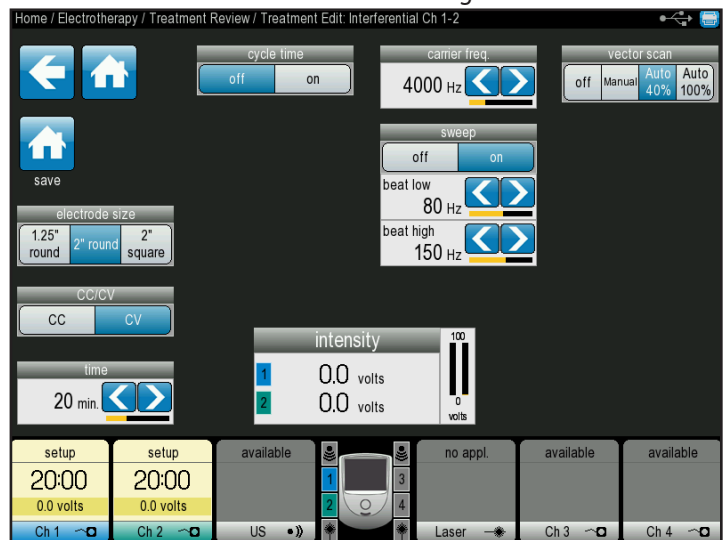 Home / Electrotherapy / Treatment Review / Treatment Edit: Interferential Ch 1-2
cycle time
off on
carrier freq.
4000 Hz
vector scan
off Manual Auto 40% Auto 100%
save
sweep
off on
beat low
80 Hz
beat high
150 Hz
electrode size
1.25" round 2" round 2" square
CC/CV
CC CV
time
20 min.
intensity
1 0.0 volts
2 0.0 volts
100
0
volts
setup
20:00
0.0 volts
Ch 1
setup
20:00
0.0 volts
Ch 2
available
US
1
2
3
4
no appl.
Laser
available
Ch 3
available
Ch 4